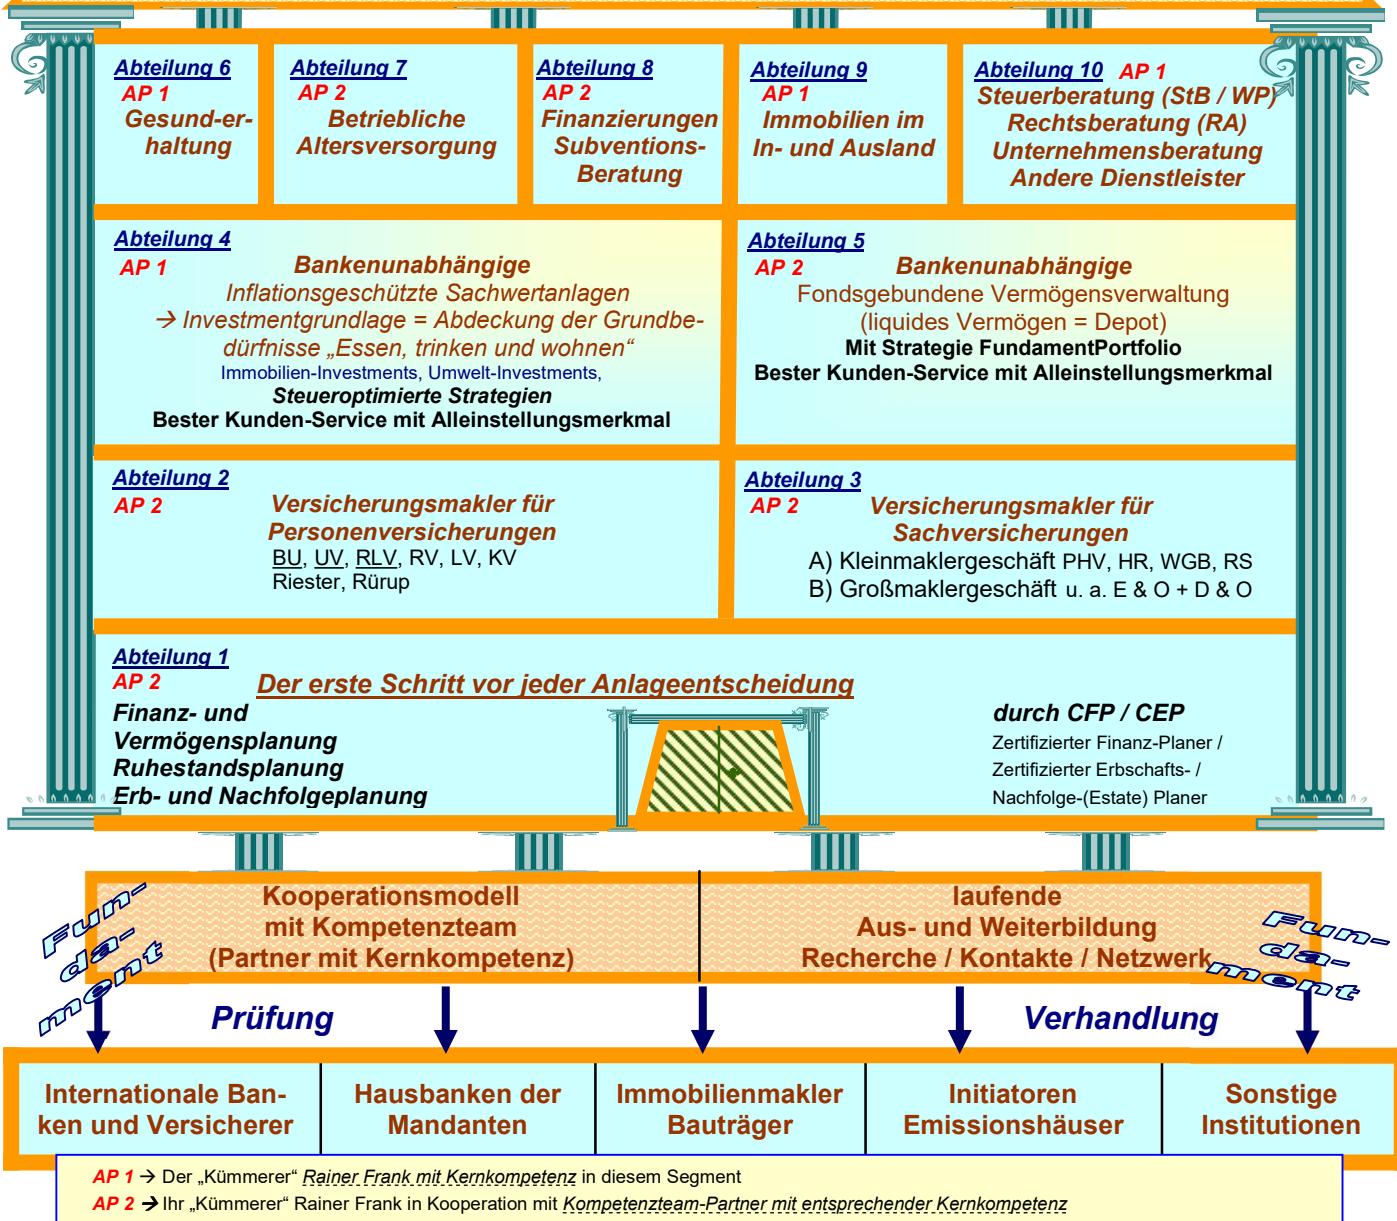 Abteilung 6
AP 1
Gesund-er-
haltung
Abteilung 7
AP 2
Betriebliche
Altersversorgung
Abteilung 8
AP 2
Finanzierungen
Subventions-
Beratung
Abteilung 9
AP 1
Immobilien im
In- und Ausland
Abteilung 10 AP 1
Steuerberatung (StB / WP)
Rechtsberatung (RA)
Unternehmensberatung
Andere Dienstleister
Abteilung 4
AP 1 Bankenunabhängige
Inflationsgeschützte Sachwertanlagen
→ Investmentgrundlage = Abdeckung der Grundbe-
dürfnisse „Essen, trinken und wohnen“
Immobilien-Investments, Umwelt-Investments,
Steueroptimierte Strategien
Bester Kunden-Service mit Alleinstellungsmerkmal
Abteilung 5
AP 2 Bankenunabhängige
Fondsgebundene Vermögensverwaltung
(liquides Vermögen = Depot)
Mit Strategie FundamentPortfolio
Bester Kunden-Service mit Alleinstellungsmerkmal
Abteilung 2
AP 2 Versicherungsmakler für
Personenversicherungen
BU, UV, RLV, RV, LV, KV
Riester, Rürup
Abteilung 3
AP 2 Versicherungsmakler für
Sachversicherungen
A) Kleinmaklergeschäft PHV, HR, WGB, RS
B) Großmaklergeschäft u. a. E & O + D & O
Abteilung 1
AP 2 Der erste Schritt vor jeder Anlageentscheidung
Finanz- und
Vermögensplanung
Ruhestandsplanung
Erb- und Nachfolgeplanung
durch CFP / CEP
Zertifizierter Finanz-Planer /
Zertifizierter Erbschafts- /
Nachfolge-(Estate) Planer
Fun-
da-
ment
Kooperationsmodell
mit Kompetenzteam
(Partner mit Kernkompetenz)
laufende
Aus- und Weiterbildung
Recherche / Kontakte / Netzwerk
Fun-
da-
ment
Prüfung
Verhandlung
Internationale Ban-
ken und Versicherer
Hausbanken der
Mandanten
Immobilienmakler
Bauträger
Initiatoren
Emissionshäuser
Sonstige
Institutionen
AP 1 → Der „Kümmerer“ Rainer Frank mit Kernkompetenz in diesem Segment
AP 2 → Ihr „Kümmerer“ Rainer Frank in Kooperation mit Kompetenzteam-Partner mit entsprechender Kernkompetenz